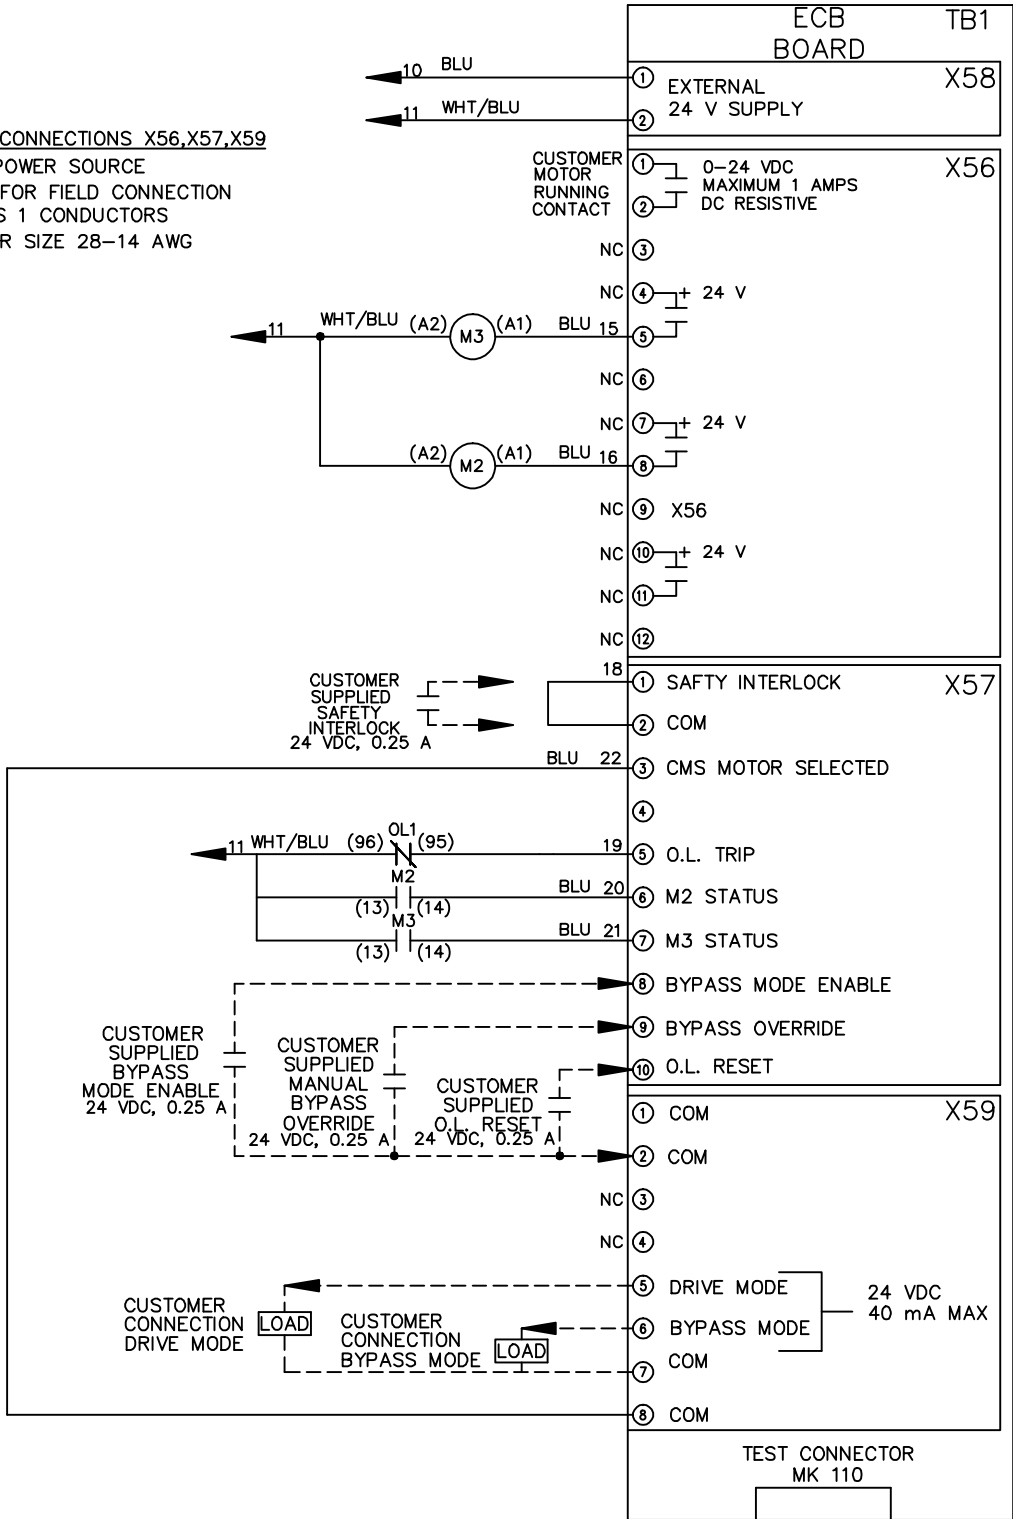 ECB TB1
BOARD
10 BLU
1 EXTERNAL X58
11 WHT/BLU
2 24 V SUPPLY
CONNECTIONS X56,X57,X59
POWER SOURCE
FOR FIELD CONNECTION
S 1 CONDUCTORS
R SIZE 28-14 AWG
CUSTOMER
MOTOR
RUNNING
CONTACT
1 0-24 VDC X56
MAXIMUM 1 AMPS
2 DC RESISTIVE
NC 3
NC 4 + 24 V
11 WHT/BLU (A2) M3 (A1) BLU 15 5
NC 6
NC 7 + 24 V
(A2) M2 (A1) BLU 16 8
NC 9 X56
NC 10 + 24 V
NC 11
NC 12
CUSTOMER
SUPPLIED
SAFETY
INTERLOCK
24 VDC, 0.25 A
18 1 SAFTY INTERLOCK X57
2 COM
BLU 22 3 CMS MOTOR SELECTED
4
11 WHT/BLU (96) OL1 (95) 19 5 O.L. TRIP
M2
(13) (14) BLU 20 6 M2 STATUS
M3
(13) (14) BLU 21 7 M3 STATUS
8 BYPASS MODE ENABLE
9 BYPASS OVERRIDE
10 O.L. RESET
CUSTOMER
SUPPLIED
BYPASS
MODE ENABLE
24 VDC, 0.25 A
CUSTOMER
SUPPLIED
MANUAL
BYPASS
OVERRIDE
24 VDC, 0.25 A
CUSTOMER
SUPPLIED
O.L. RESET
24 VDC, 0.25 A
1 COM X59
2 COM
NC 3
NC 4
5 DRIVE MODE
6 BYPASS MODE
24 VDC
40 mA MAX
7 COM
CUSTOMER
CONNECTION
DRIVE MODE
LOAD
CUSTOMER
CONNECTION
BYPASS MODE
LOAD
8 COM
TEST CONNECTOR
MK 110